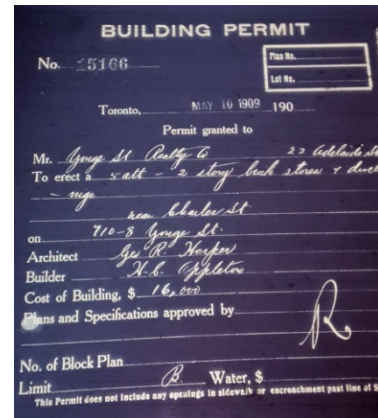 BUILDING PERMIT
No. 15166
Plan No.
Lot No.
Toronto, MAY 10 1909 190
Permit granted to
Mr. Yonge St Realty Co 22 Adelaide St
To erect a 5 att - 2 story brick stores &
near Charles St
on 710-8 Yonge St.
Architect Geo R. Harper
Builder H. C. Appleton
Cost of Building, $ 16,000
Plans and Specifications approved by
R
No. of Block Plan
Limit B. Water, $
This Permit does not include any openings in sidewalk or encroachment past line of